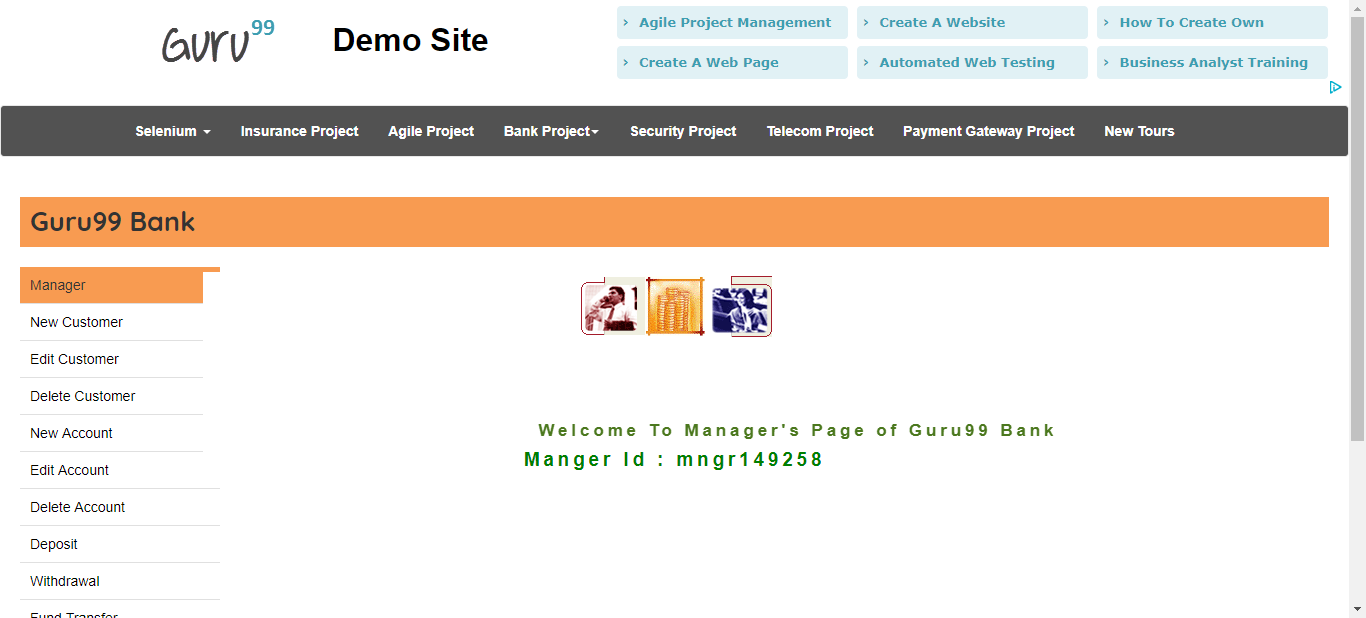 Guru99
Demo Site
› Agile Project Management
› Create A Website
› How To Create Own
› Create A Web Page
› Automated Web Testing
› Business Analyst Training
Selenium Insurance Project Agile Project Bank Project Security Project Telecom Project Payment Gateway Project New Tours
Guru99 Bank
Manager
New Customer
Edit Customer
Delete Customer
New Account
Edit Account
Delete Account
Deposit
Withdrawal
Fund Transfer
Welcome To Manager's Page of Guru99 Bank
Manger Id : mngr149258